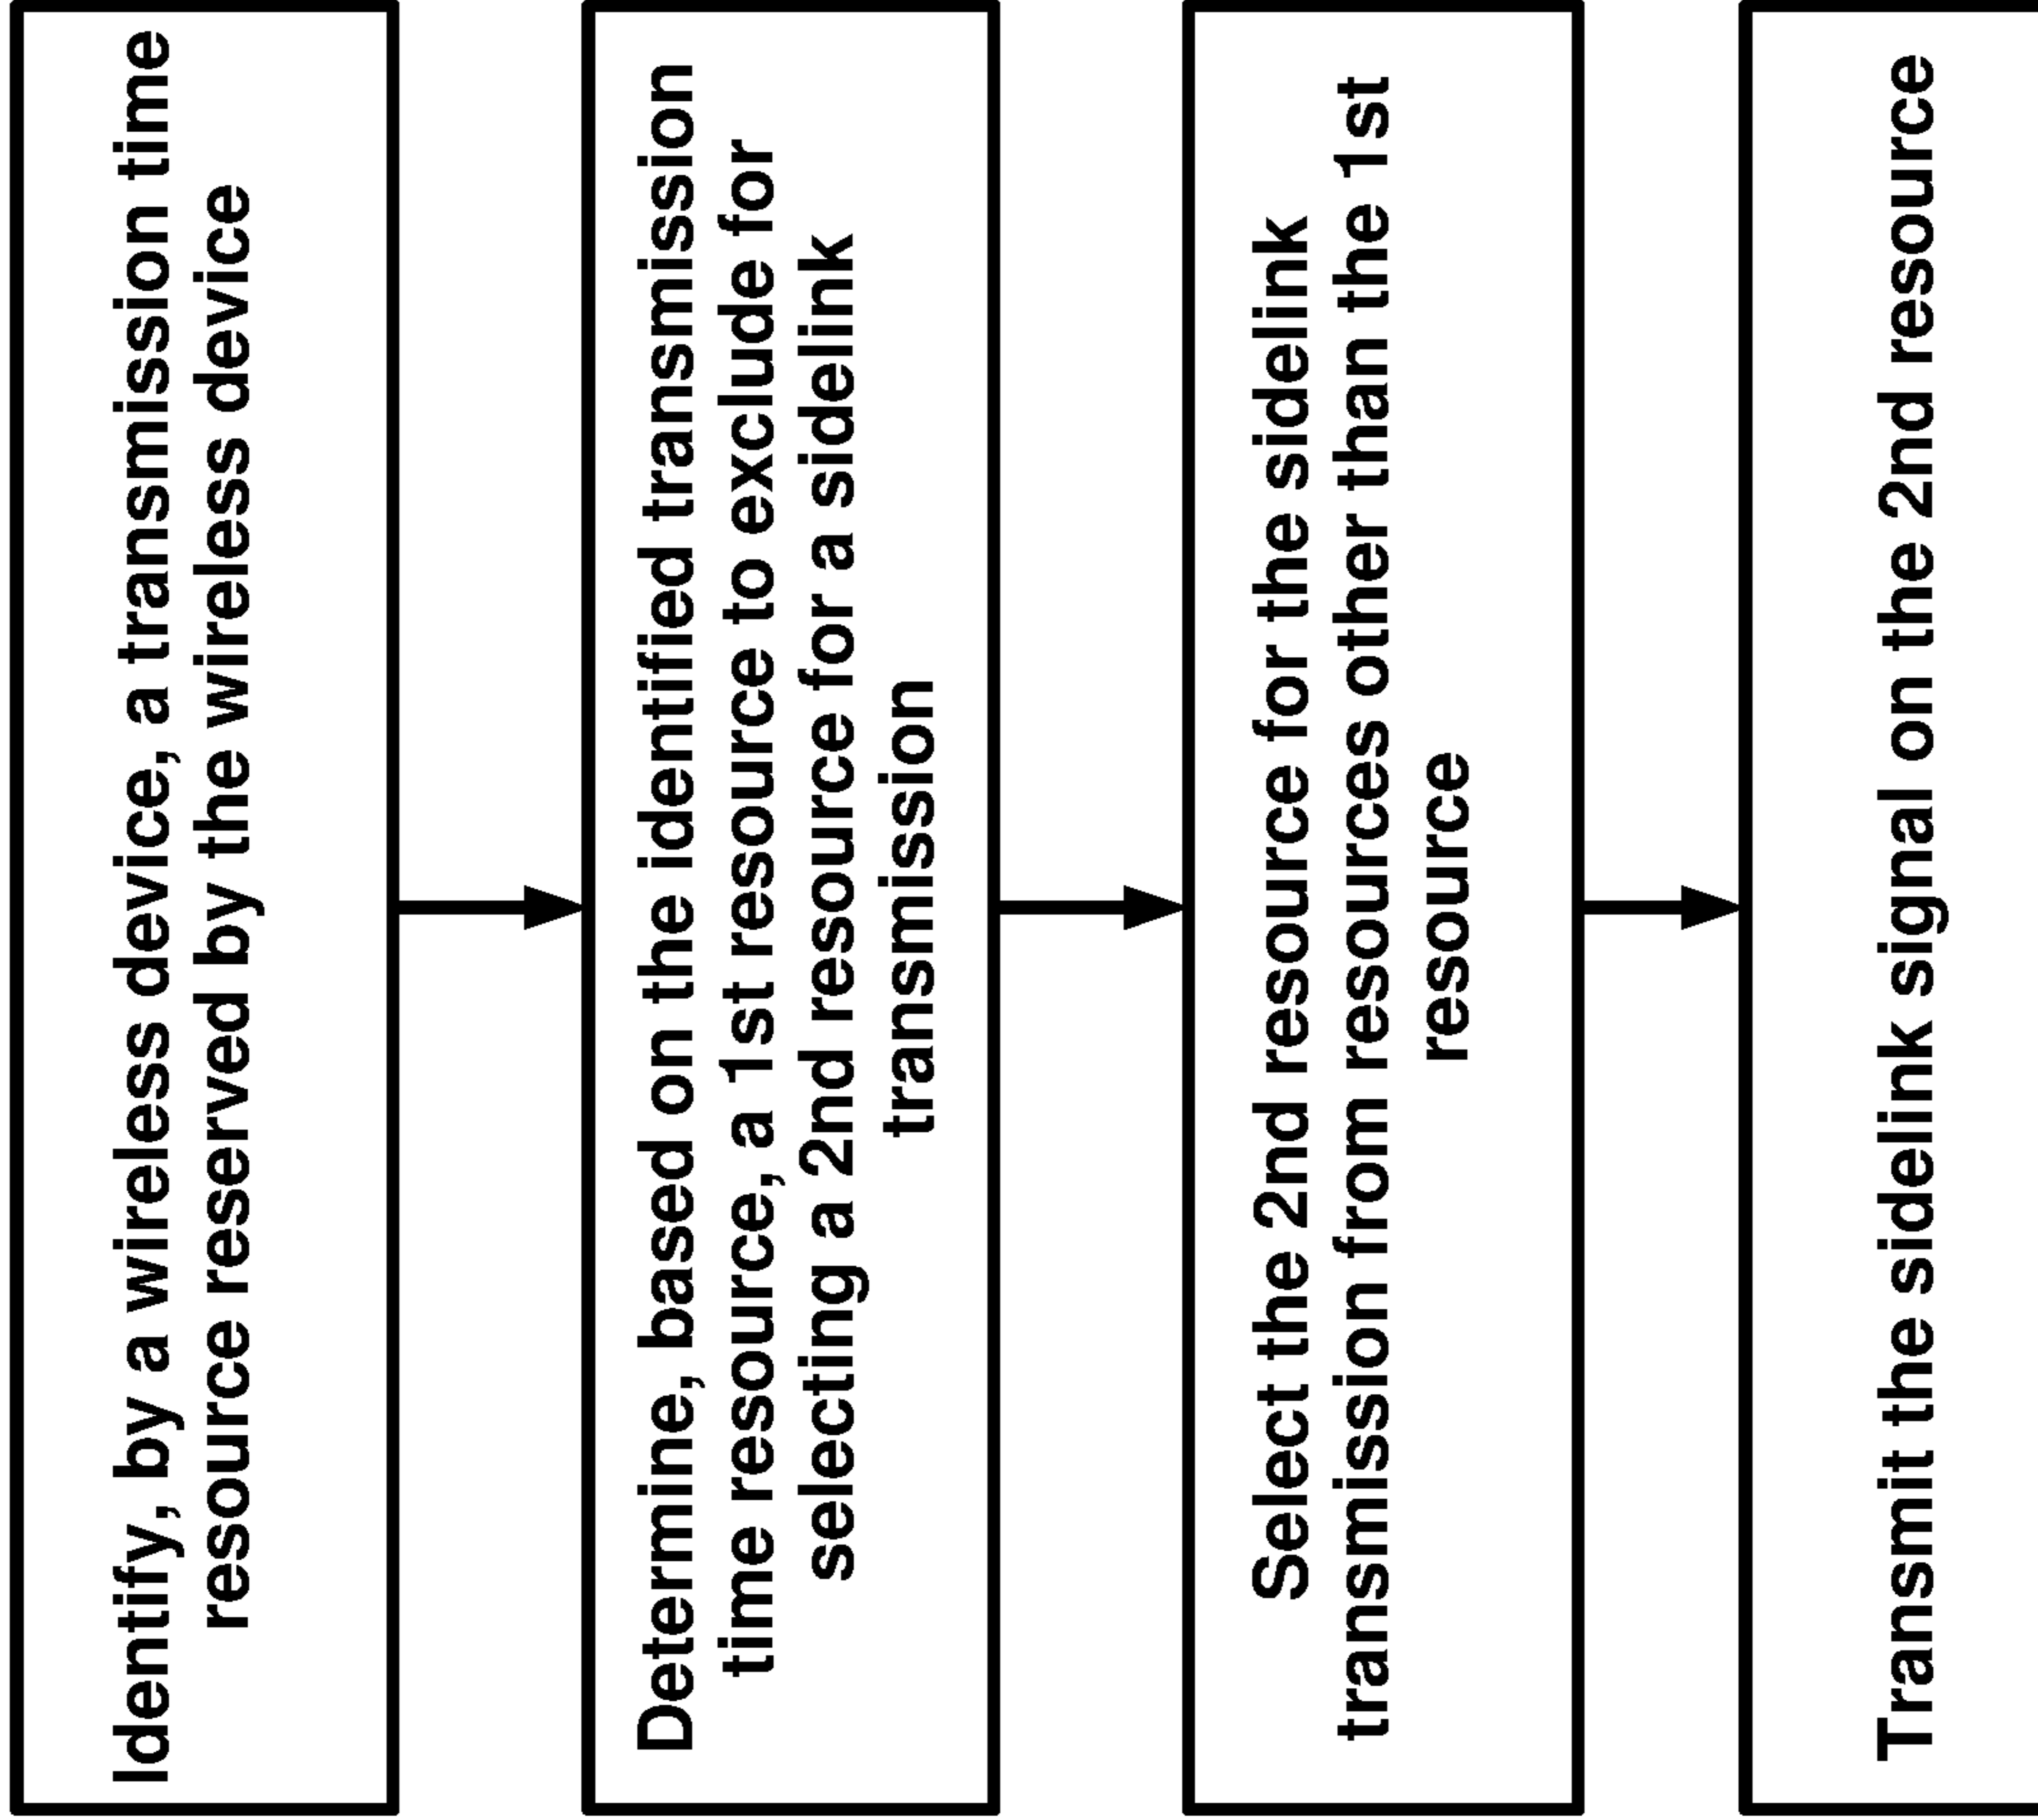 Identify, by a wireless device, a transmission time
resource reserved by the wireless device
Determine, based on the identified transmission
time resource, a 1st resource to exclude for
selecting a 2nd resource for a sidelink
transmission
Select the 2nd resource for the sidelink
transmission from resources other than the 1st
resource
Transmit the sidelink signal on the 2nd resource